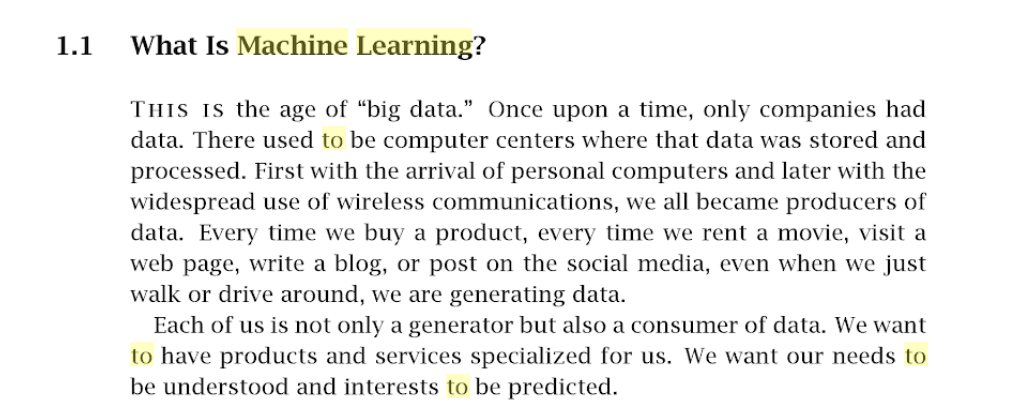 1.1 What Is Machine Learning?
THIS IS the age of “big data.” Once upon a time, only companies had
data. There used to be computer centers where that data was stored and
processed. First with the arrival of personal computers and later with the
widespread use of wireless communications, we all became producers of
data. Every time we buy a product, every time we rent a movie, visit a
web page, write a blog, or post on the social media, even when we just
walk or drive around, we are generating data.
Each of us is not only a generator but also a consumer of data. We want
to have products and services specialized for us. We want our needs to
be understood and interests to be predicted.